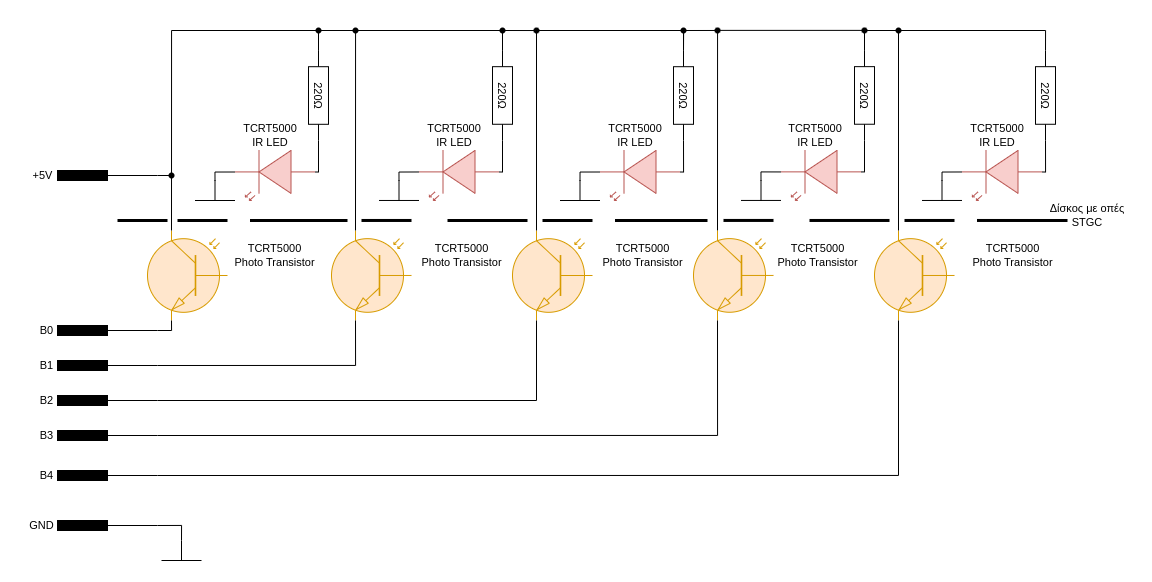 220Ω
220Ω
220Ω
220Ω
220Ω
TCRT5000
IR LED
TCRT5000
IR LED
TCRT5000
IR LED
TCRT5000
IR LED
TCRT5000
IR LED
+5V
Δίσκος με οπές
STGC
TCRT5000
Photo Transistor
TCRT5000
Photo Transistor
TCRT5000
Photo Transistor
TCRT5000
Photo Transistor
TCRT5000
Photo Transistor
B0
B1
B2
B3
B4
GND